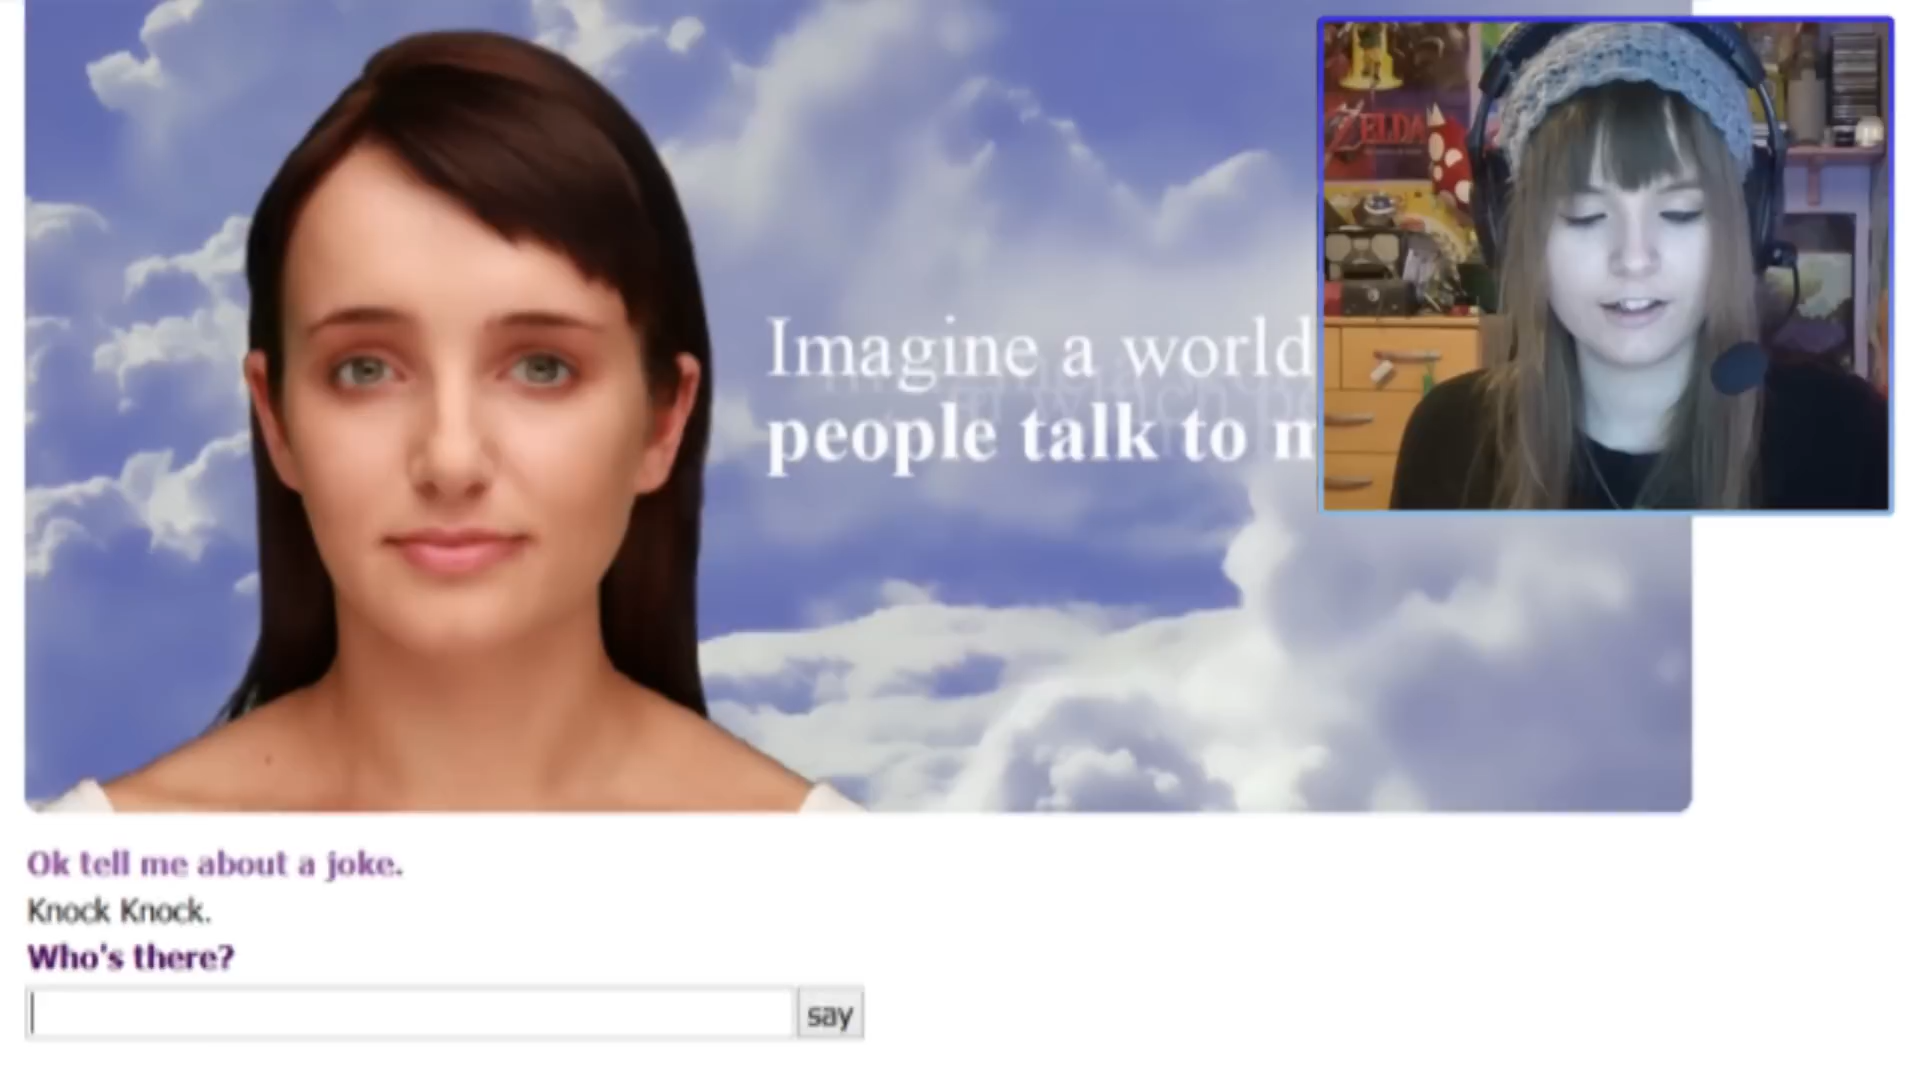 Imagine a world
people talk to m
ZELDA
Ok tell me about a joke.
Knock Knock.
Who's there?
say